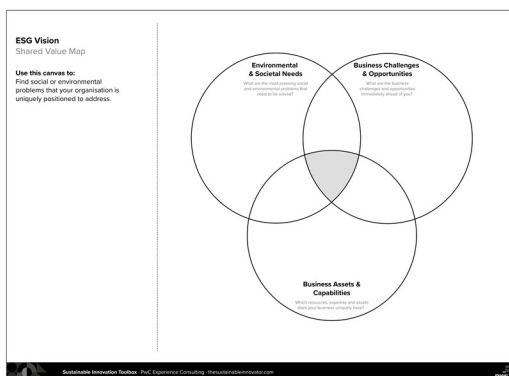 ESG Vision
Shared Value Map
Use this canvas to:
Find social or environmental
problems that your organisation is
uniquely positioned to address.
Environmental
& Societal Needs
What are the most pressing social
and environmental problems that
need to be solved?
Business Challenges
& Opportunities
What are the business
challenges and opportunities
immediately ahead of you?
Business Assets &
Capabilities
Which resources, expertise and assets
does your business uniquely have?
Sustainable Innovation Toolbox · PwC Experience Consulting · thesustainableinnovator.com
pwc